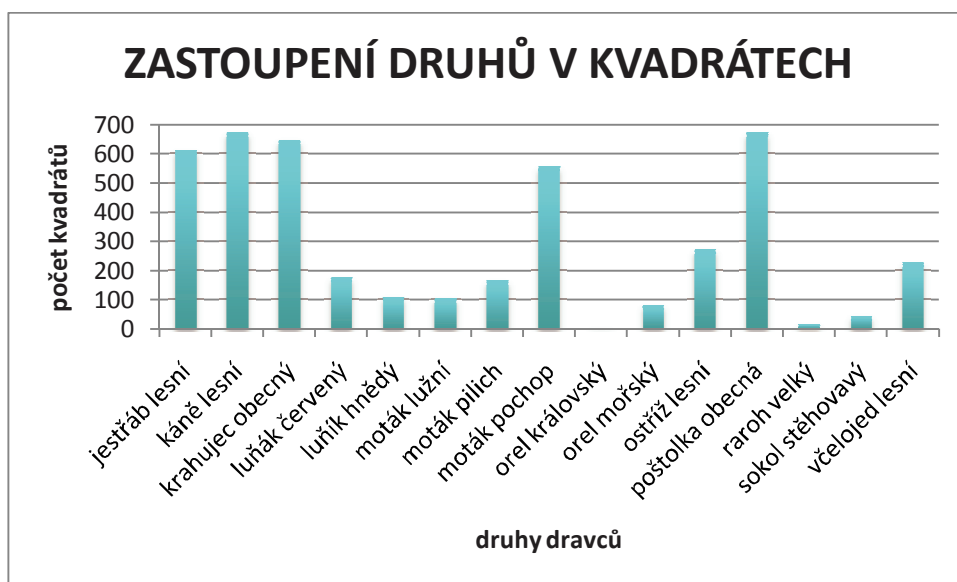 ZASTOUPENÍ DRUHŮ V KVADRÁTECH
počet kvadrátů
700
600
500
400
300
200
100
0
jestřáb lesní
káně lesní
krahujec obecný
luňák červený
luňík hnědý
moták lužní
moták pilich
moták pochop
orel královský
orel mořský
ostříž lesní
poštolka obecná
raroh velký
sokol stěhovavý
včelojed lesní
druhy dravců